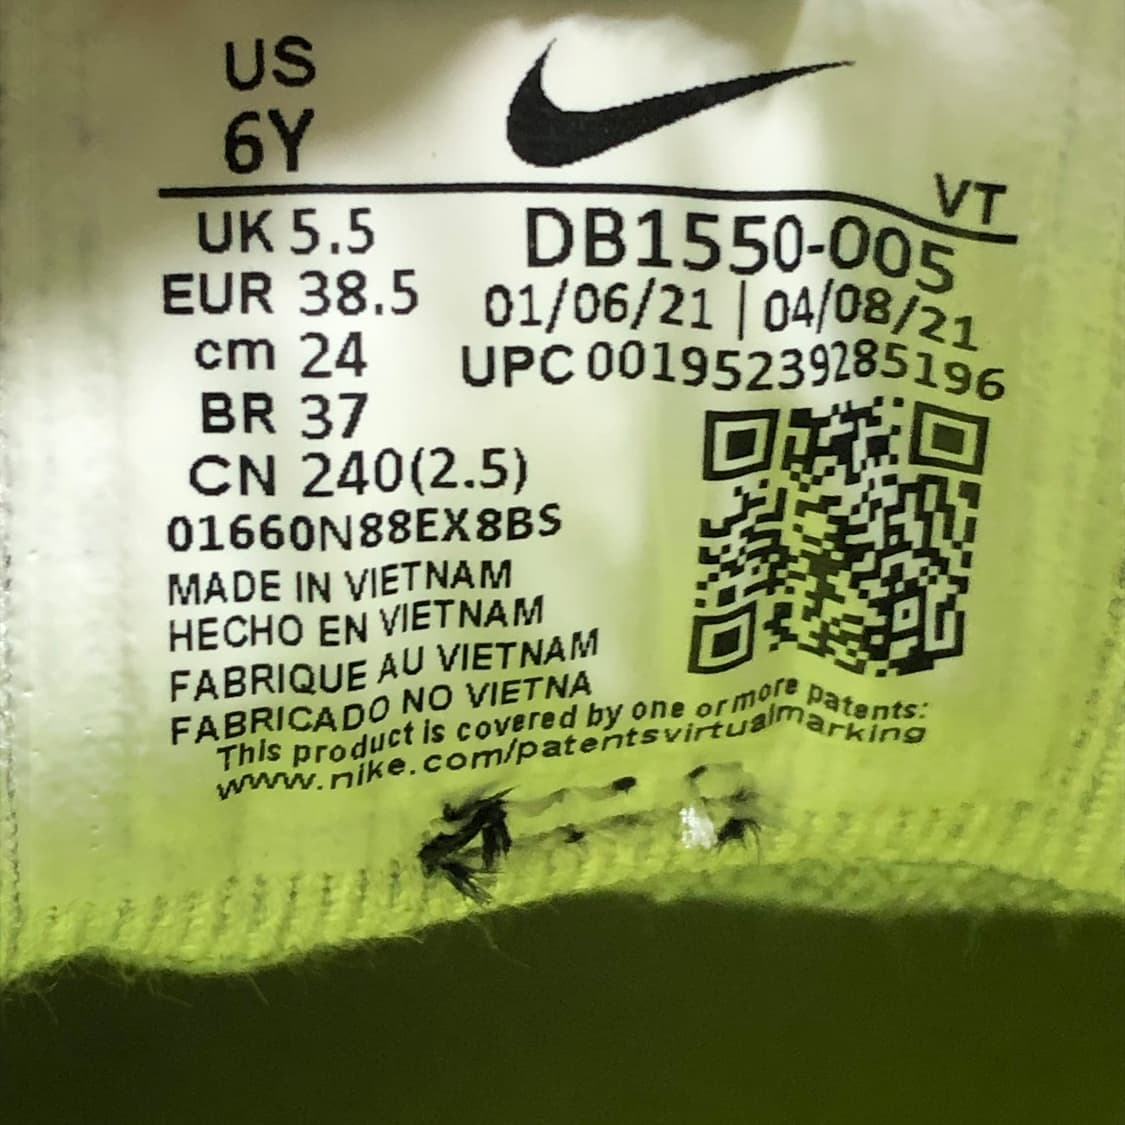 US
6Y
VT
UK 5.5
EUR 38.5
cm 24
BR 37
CN 240(2.5)
DB1550-005
01/06/21 | 04/08/21
UPC 00195239285196
01660N88EX8BS
MADE IN VIETNAM
HECHO EN VIETNAM
FABRIQUE AU VIETNAM
FABRICADO NO VIETNA
This product is covered by one or more patents:
www.nike.com/patentsvirtualmarking